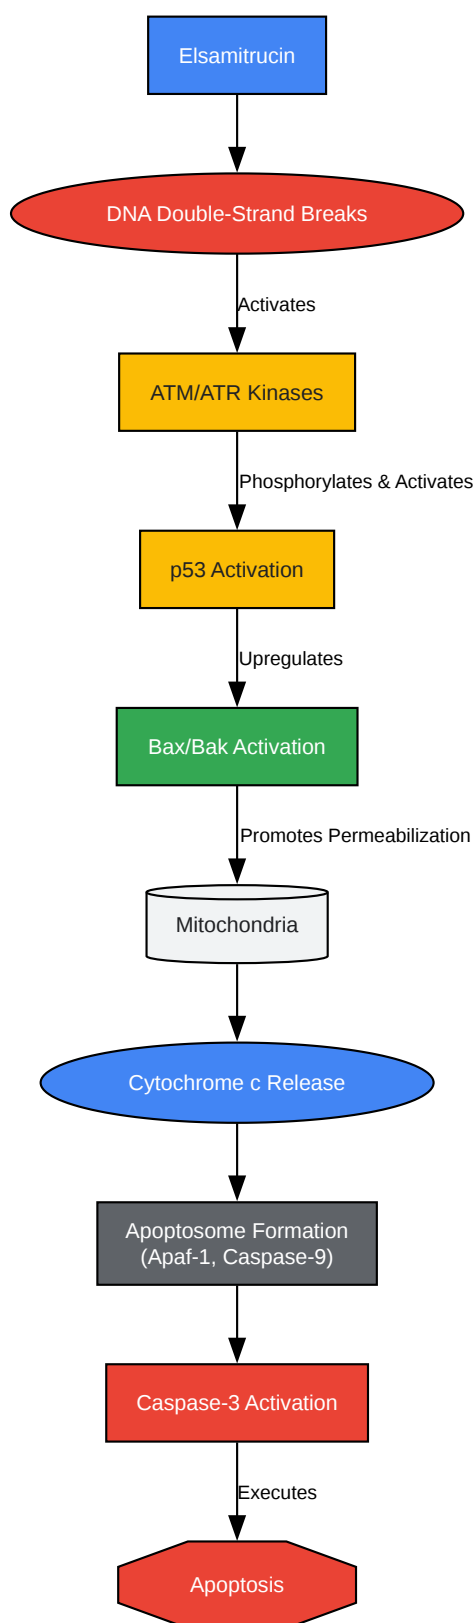 Elsamitrucin
DNA Double-Strand Breaks
Activates
ATM/ATR Kinases
Phosphorylates & Activates
p53 Activation
Upregulates
Bax/Bak Activation
Promotes Permeabilization
Mitochondria
Cytochrome c Release
Apoptosome Formation
(Apaf-1, Caspase-9)
Caspase-3 Activation
Executes
Apoptosis